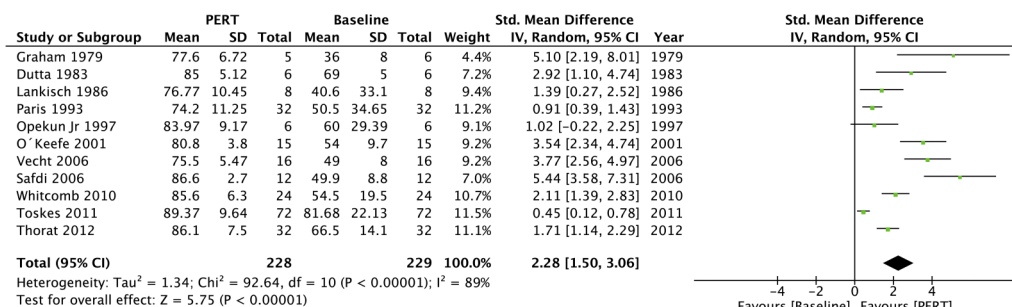 PERT Baseline Std. Mean Difference Std. Mean Difference
Study or Subgroup Mean SD Total Mean SD Total Weight IV, Random, 95% CI Year IV, Random, 95% CI
Graham 1979 77.6 6.72 5 36 8 6 4.4% 5.10 [2.19, 8.01] 1979
Dutta 1983 85 5.12 6 69 5 6 7.2% 2.92 [1.10, 4.74] 1983
Lankisch 1986 76.77 10.45 8 40.6 33.1 8 9.4% 1.39 [0.27, 2.52] 1986
Paris 1993 74.2 11.25 32 50.5 34.65 32 11.2% 0.91 [0.39, 1.43] 1993
Opekun Jr 1997 83.97 9.17 6 60 29.39 6 9.1% 1.02 [−0.22, 2.25] 1997
O´Keefe 2001 80.8 3.8 15 54 9.7 15 9.2% 3.54 [2.34, 4.74] 2001
Vecht 2006 75.5 5.47 16 49 8 16 9.2% 3.77 [2.56, 4.97] 2006
Safdi 2006 86.6 2.7 12 49.9 8.8 12 7.0% 5.44 [3.58, 7.31] 2006
Whitcomb 2010 85.6 6.3 24 54.5 19.5 24 10.7% 2.11 [1.39, 2.83] 2010
Toskes 2011 89.37 9.64 72 81.68 22.13 72 11.5% 0.45 [0.12, 0.78] 2011
Thorat 2012 86.1 7.5 32 66.5 14.1 32 11.1% 1.71 [1.14, 2.29] 2012
Total (95% CI) 228 229 100.0% 2.28 [1.50, 3.06]
Heterogeneity: Tau² = 1.34; Chi² = 92.64, df = 10 (P < 0.00001); I² = 89%
Test for overall effect: Z = 5.75 (P < 0.00001)
−4 −2 0 2 4
Favours [Baseline] Favours [PERT]